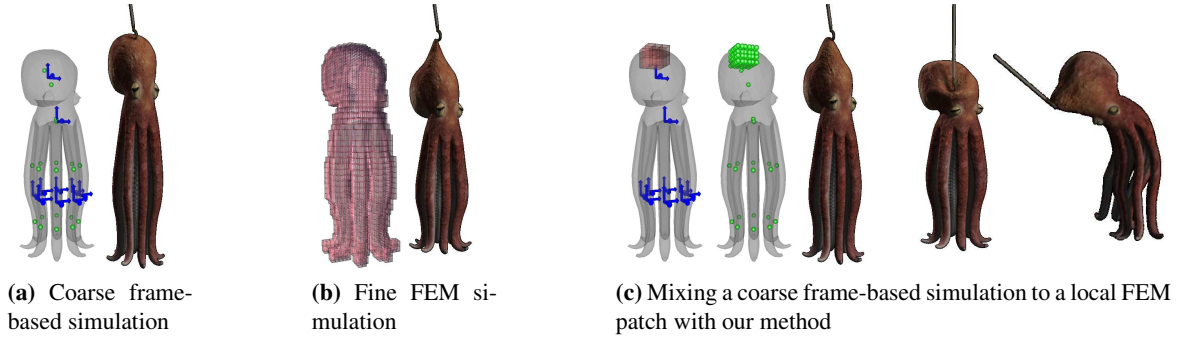 (a) Coarse frame-
based simulation
(b) Fine FEM si-
mulation
(c) Mixing a coarse frame-based simulation to a local FEM
patch with our method